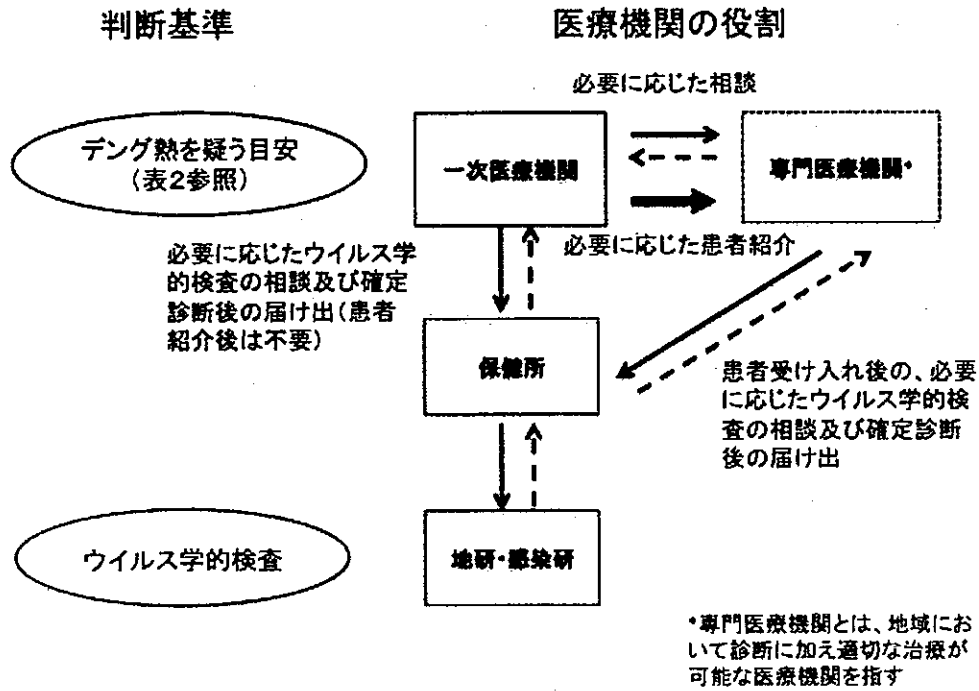 判断基準
医療機関の役割
必要に応じた相談
デング熱を疑う目安
(表2参照)
一次医療機関
専門医療機関*
必要に応じた患者紹介
必要に応じたウイルス学
的検査の相談及び確定
診断後の届け出(患者
紹介後は不要)
保健所
患者受け入れ後の、必要
に応じたウイルス学的検
査の相談及び確定診断
後の届け出
ウイルス学的検査
地研・感染研
*専門医療機関とは、地域にお
いて診断に加え適切な治療が
可能な医療機関を指す